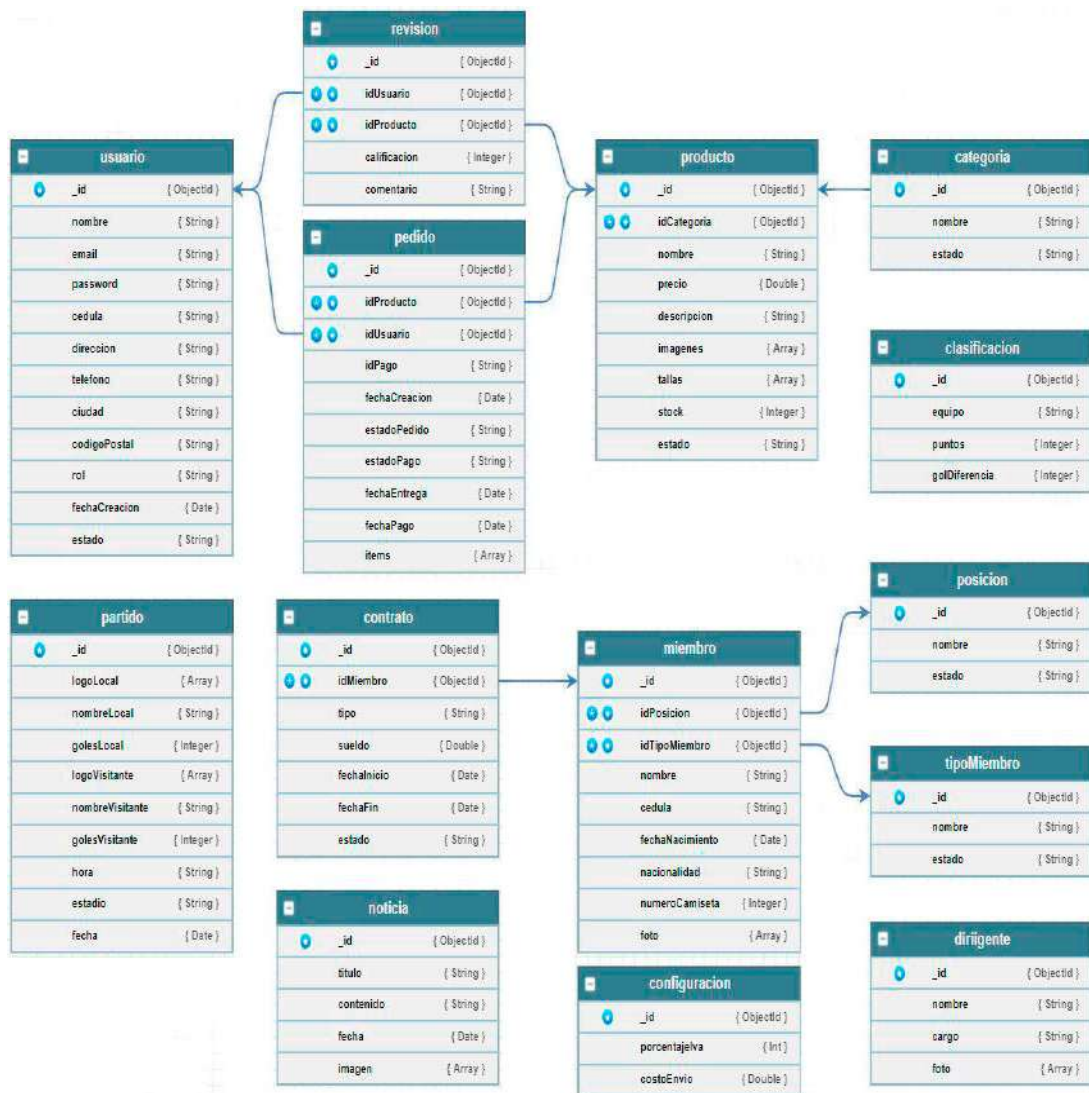 revision
_id { ObjectId }
idUsuario { ObjectId }
idProducto { ObjectId }
calificacion { Integer }
comentario { String }
usuario
_id { ObjectId }
nombre { String }
email { String }
password { String }
cedula { String }
direccion { String }
telefono { String }
ciudad { String }
codigoPostal { String }
rol { String }
fechaCreacion { Date }
estado { String }
pedido
_id { ObjectId }
idProducto { ObjectId }
idUsuario { ObjectId }
idPago { String }
fechaCreacion { Date }
estadoPedido { String }
estadoPago { String }
fechaEntrega { Date }
fechaPago { Date }
items { Array }
producto
_id { ObjectId }
idCategoria { ObjectId }
nombre { String }
precio { Double }
descripcion { String }
imagenes { Array }
tallas { Array }
stock { Integer }
estado { String }
categoria
_id { ObjectId }
nombre { String }
estado { String }
clasificacion
_id { ObjectId }
equipo { String }
puntos { Integer }
golDiferencia { Integer }
partido
_id { ObjectId }
logoLocal { Array }
nombreLocal { String }
golesLocal { Integer }
logoVisitante { Array }
nombreVisitante { String }
golesVisitante { Integer }
hora { String }
estadio { String }
fecha { Date }
contrato
_id { ObjectId }
idMiembro { ObjectId }
tipo { String }
sueldo { Double }
fechaInicio { Date }
fechaFin { Date }
estado { String }
noticia
_id { ObjectId }
titulo { String }
contenido { String }
fecha { Date }
imagen { Array }
miembro
_id { ObjectId }
idPosicion { ObjectId }
idTipoMiembro { ObjectId }
nombre { String }
cedula { String }
fechaNacimiento { Date }
nacionalidad { String }
numeroCamiseta { Integer }
foto { Array }
configuracion
_id { ObjectId }
porcentajeIva { Int }
costoEnvio { Double }
posicion
_id { ObjectId }
nombre { String }
estado { String }
tipoMiembro
_id { ObjectId }
nombre { String }
estado { String }
diriigente
_id { ObjectId }
nombre { String }
cargo { String }
foto { Array }